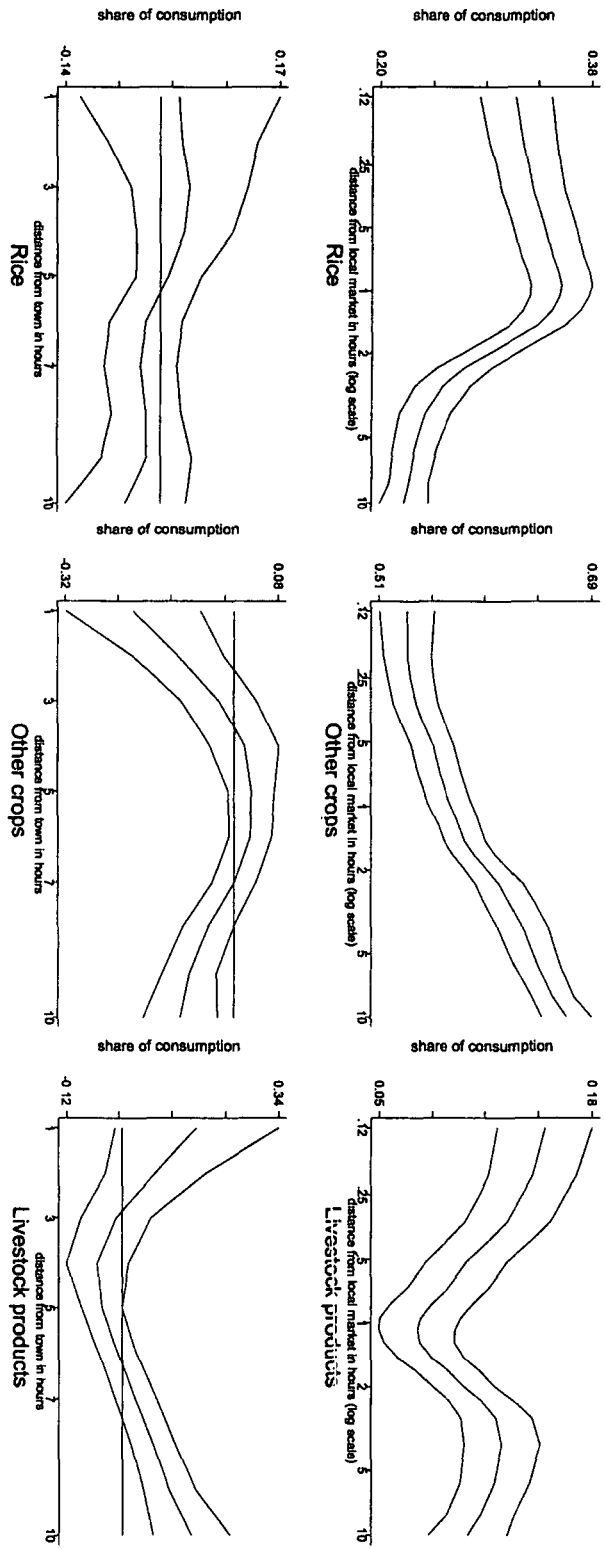 share of consumption
0.38
0.20
.12 .25 .5 1 2 5 10
distance from local market in hours (log scale)
Rice
share of consumption
0.69
0.51
.12 .25 .5 1 2 5 10
distance from local market in hours (log scale)
Other crops
share of consumption
0.18
0.05
.12 .25 .5 1 2 5 10
distance from local market in hours (log scale)
Livestock products
share of consumption
0.17
-0.14
1 3 5 7 10
distance from town in hours
Rice
share of consumption
0.08
-0.32
1 3 5 7 10
distance from town in hours
Other crops
share of consumption
0.34
-0.12
1 3 5 7 10
distance from town in hours
Livestock products